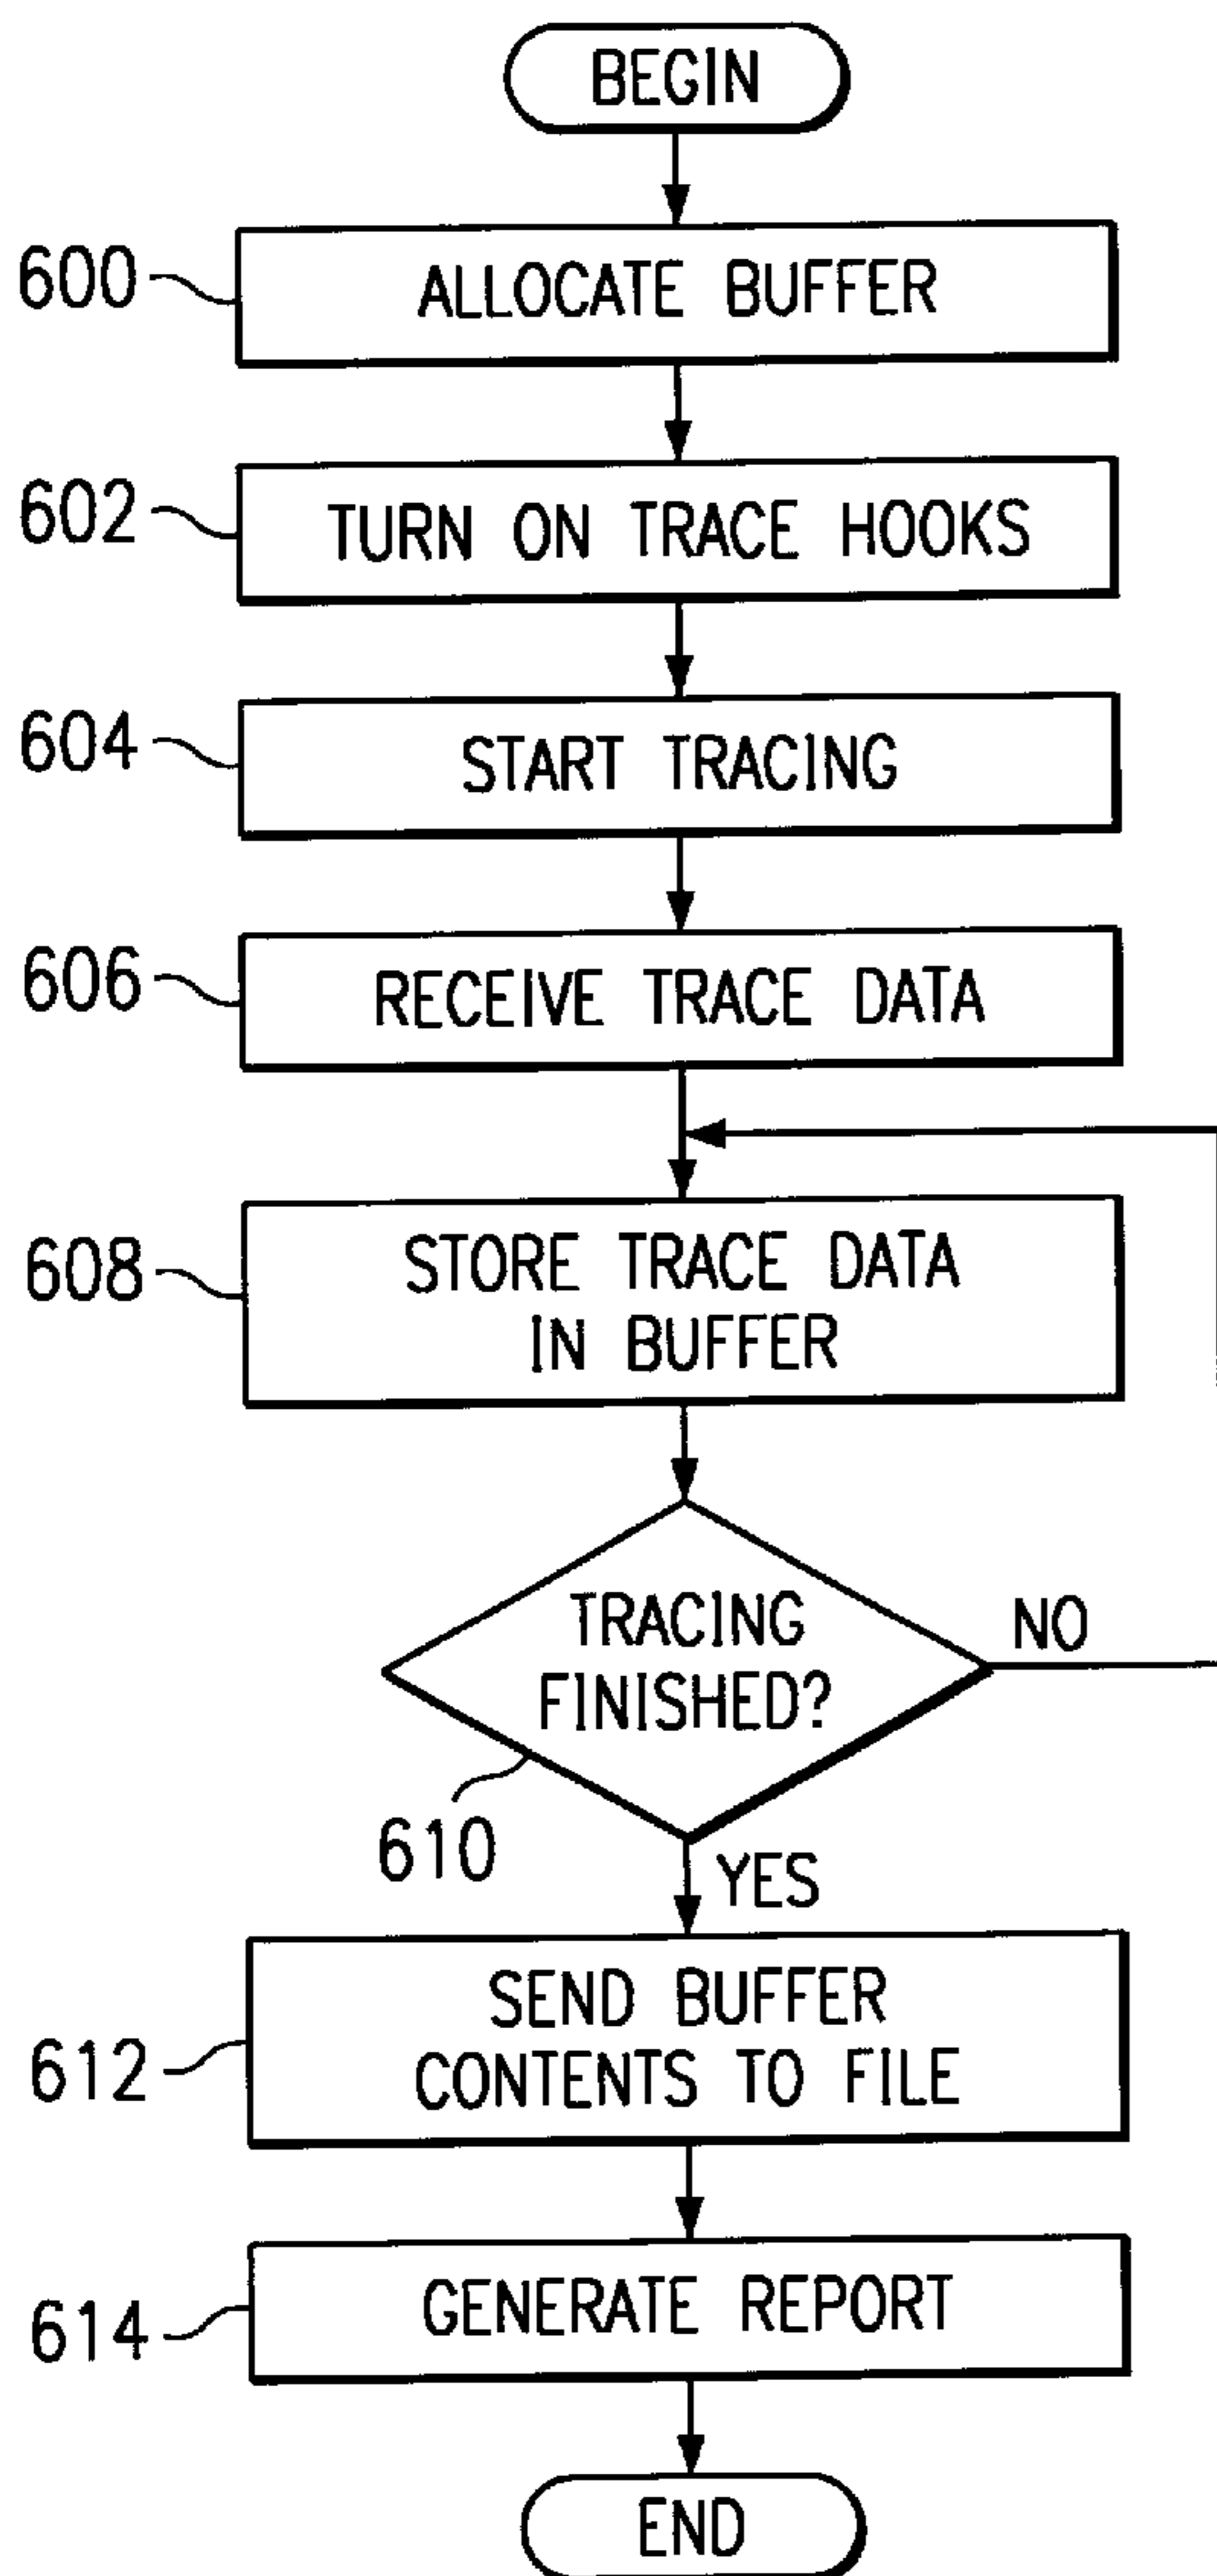 BEGIN
600
ALLOCATE BUFFER
602
TURN ON TRACE HOOKS
604
START TRACING
606
RECEIVE TRACE DATA
608
STORE TRACE DATA
IN BUFFER
TRACING
FINISHED?
NO
610
YES
612
SEND BUFFER
CONTENTS TO FILE
614
GENERATE REPORT
END